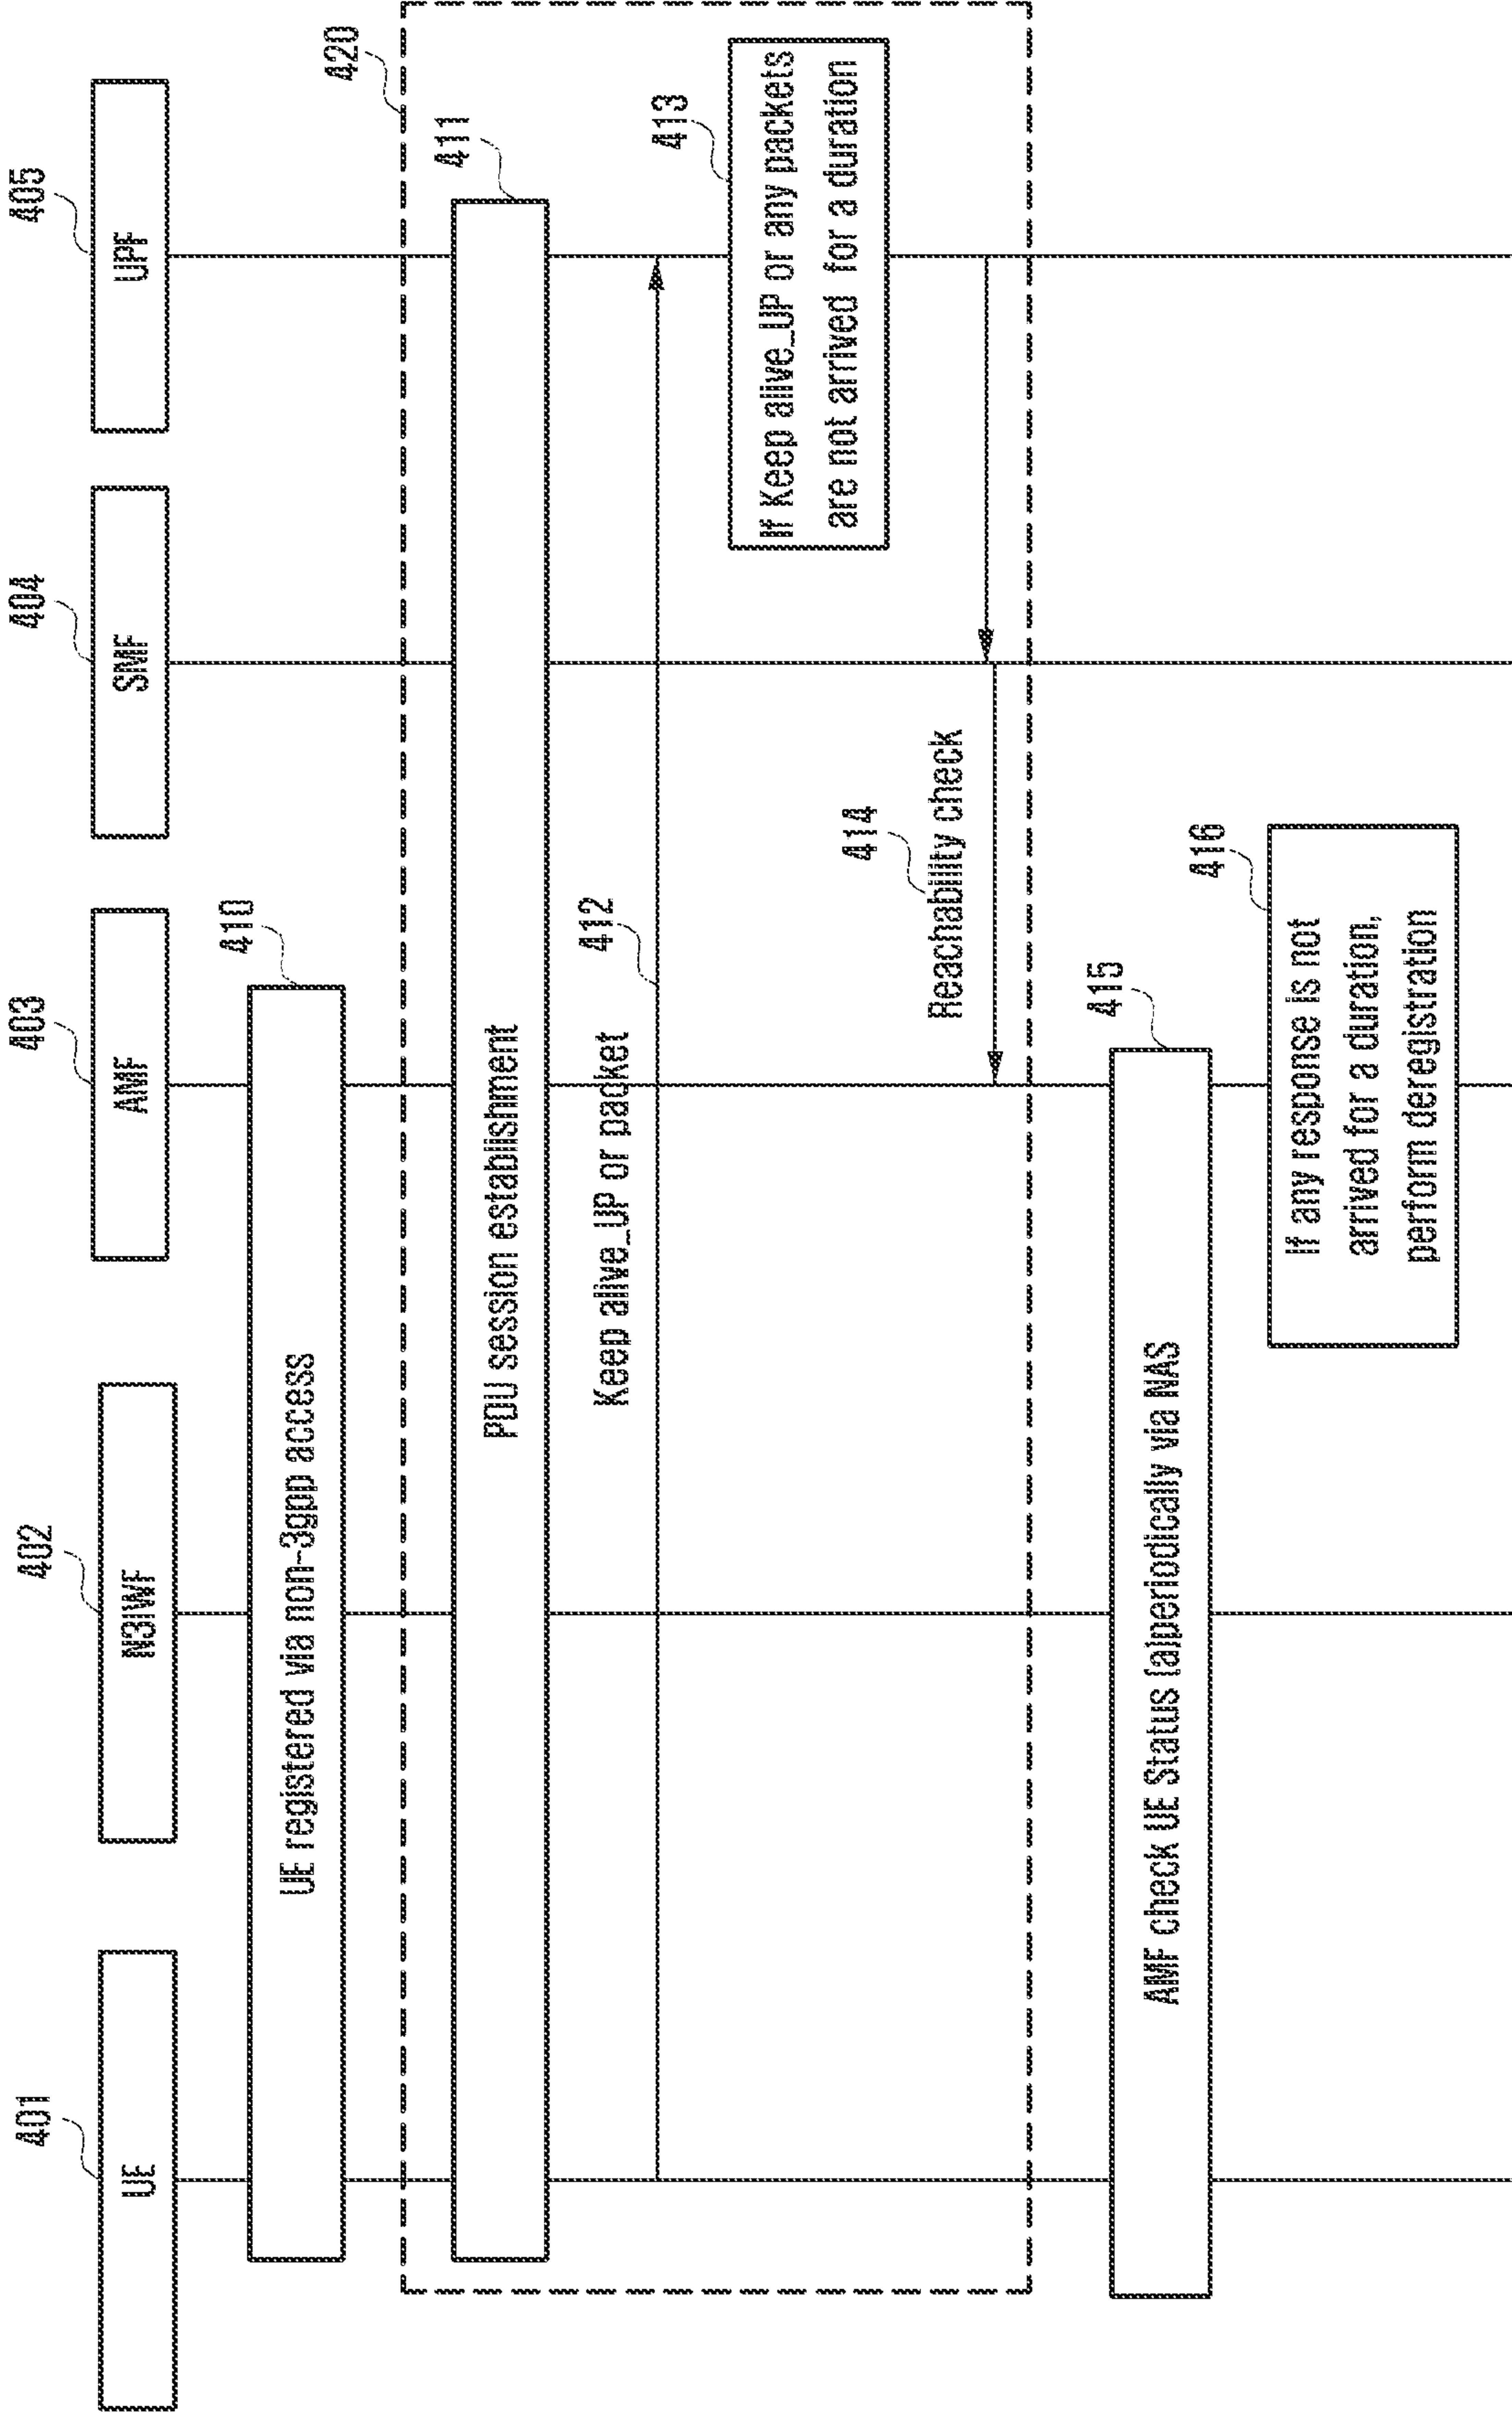 401
402
403
404
405
UE
N3IWF
AMF
SMF
UPF
410
UE registered via non-3gpp access
420
411
PDU session establishment
412
Keep alive_UP or packet
413
If Keep alive_UP or any packets
are not arrived for a duration
414
Reachability check
415
AMF check UE Status (a)periodically via NAS
416
If any response is not
arrived for a duration,
perform deregistration